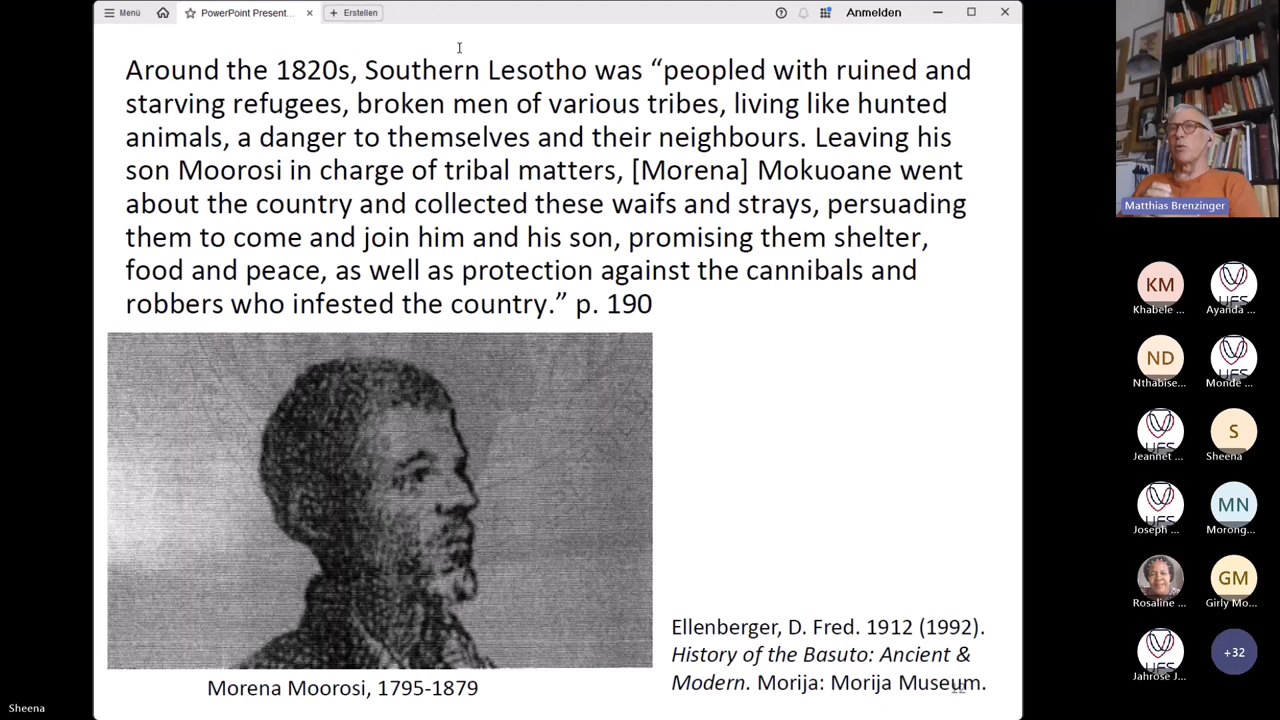 Menü
PowerPoint Present...
Erstellen
Anmelden
Around the 1820s, Southern Lesotho was “peopled with ruined and
starving refugees, broken men of various tribes, living like hunted
animals, a danger to themselves and their neighbours. Leaving his
son Moorosi in charge of tribal matters, [Morena] Mokuoane went
about the country and collected these waifs and strays, persuading
them to come and join him and his son, promising them shelter,
food and peace, as well as protection against the cannibals and
robbers who infested the country.” p. 190
Ellenberger, D. Fred. 1912 (1992).
History of the Basuto: Ancient &
Modern. Morija: Morija Museum.
12
Morena Moorosi, 1795-1879
Matthias Brenzinger
KM
Khabele ...
UFS
Ayanda ...
ND
Nthabise...
UFS
Monde ...
UFS
Jeannet ...
S
Sheena
UFS
Joseph ...
MN
Morong...
Rosaline ...
GM
Girly Mo...
UFS
Jahrose J...
+32
Sheena